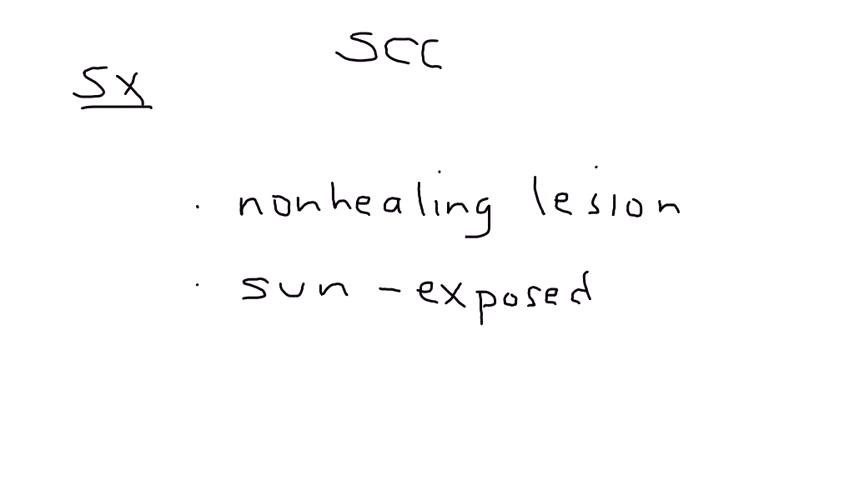 SCC
Sx
· nonhealing lesion
· sun-exposed